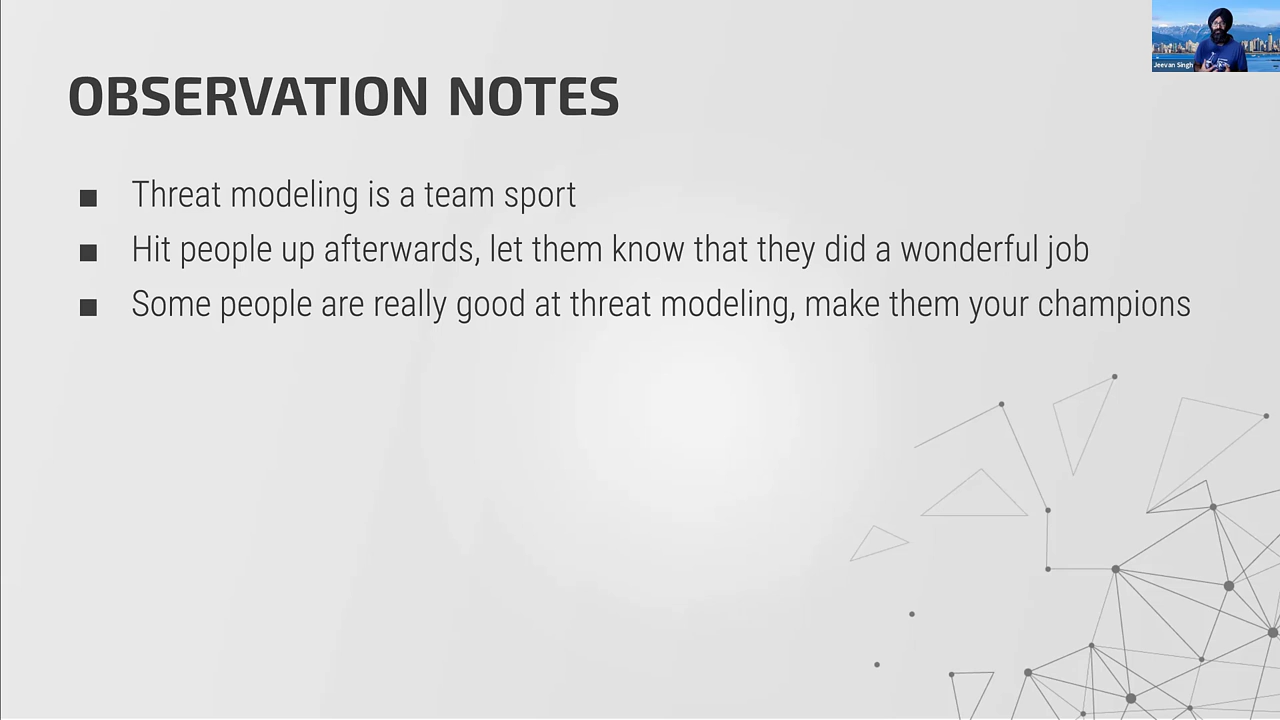 Jeevan Singh
OBSERVATION NOTES
■ Threat modeling is a team sport
■ Hit people up afterwards, let them know that they did a wonderful job
■ Some people are really good at threat modeling, make them your champions